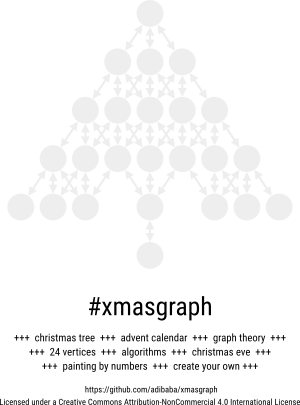 #xmasgraph
+++ christmas tree +++ advent calendar +++ graph theory +++
+++ 24 vertices +++ algorithms +++ christmas eve +++
+++ painting by numbers +++ create your own +++
https://github.com/adibaba/xmasgraph
Licensed under a Creative Commons Attribution-NonCommercial 4.0 International License